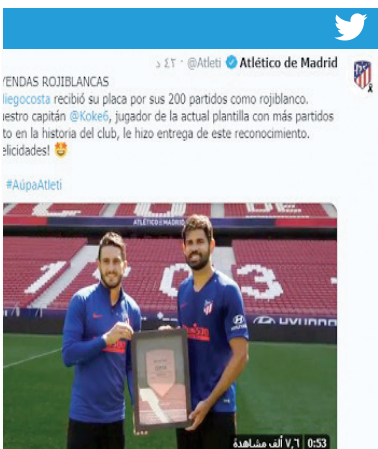 Atlético de Madrid @Atleti · ٤٣ د
YENDAS ROJIBLANCAS
diegocosta recibió su placa por sus 200 partidos como rojiblanco.
estro capitán @Koke6, jugador de la actual plantilla con más partidos
to en la historia del club, le hizo entrega de este reconocimiento.
elicidades!
#AúpaAtleti
ATLÉTICO DE MADRID
1903
HYUNDAI
٧,٦ ألف مشاهدة
0:53